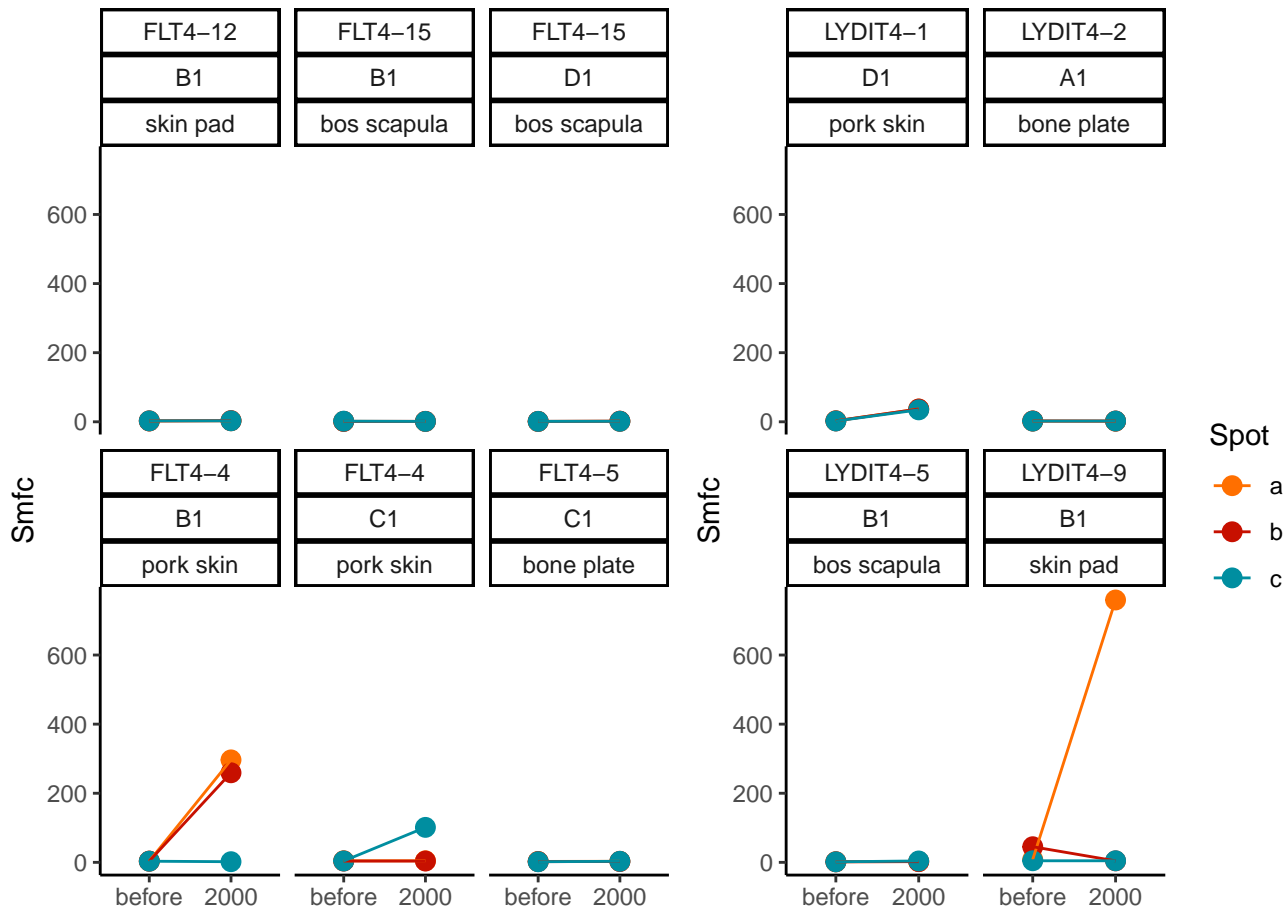 FLT4−12 FLT4−15 FLT4−15 LYDIT4−1 LYDIT4−2
B1 B1 D1 D1 A1
skin pad bos scapula bos scapula pork skin bone plate
600 600
400 400
200 200
0 0
FLT4−4 FLT4−4 FLT4−5 LYDIT4−5 LYDIT4−9
B1 C1 C1 B1 B1
pork skin pork skin bone plate bos scapula skin pad
600 600
400 400
200 200
0 0
before 2000 before 2000 before 2000 before 2000 before 2000
Smfc Smfc
Spot
a
b
c